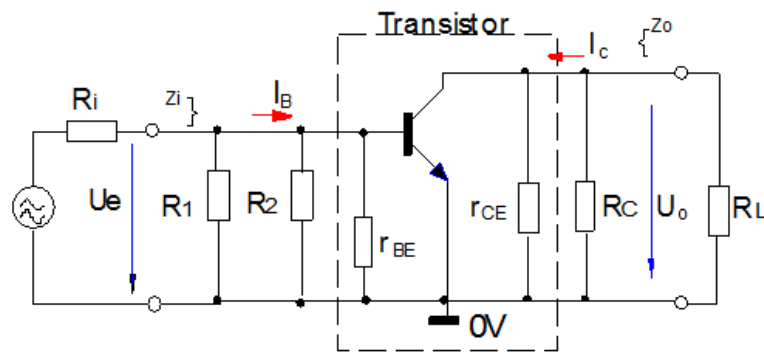 Transistor
Ic
Zo
Ri
Zi
IB
Ue
R1
R2
rBE
rCE
RC
Uo
RL
0V